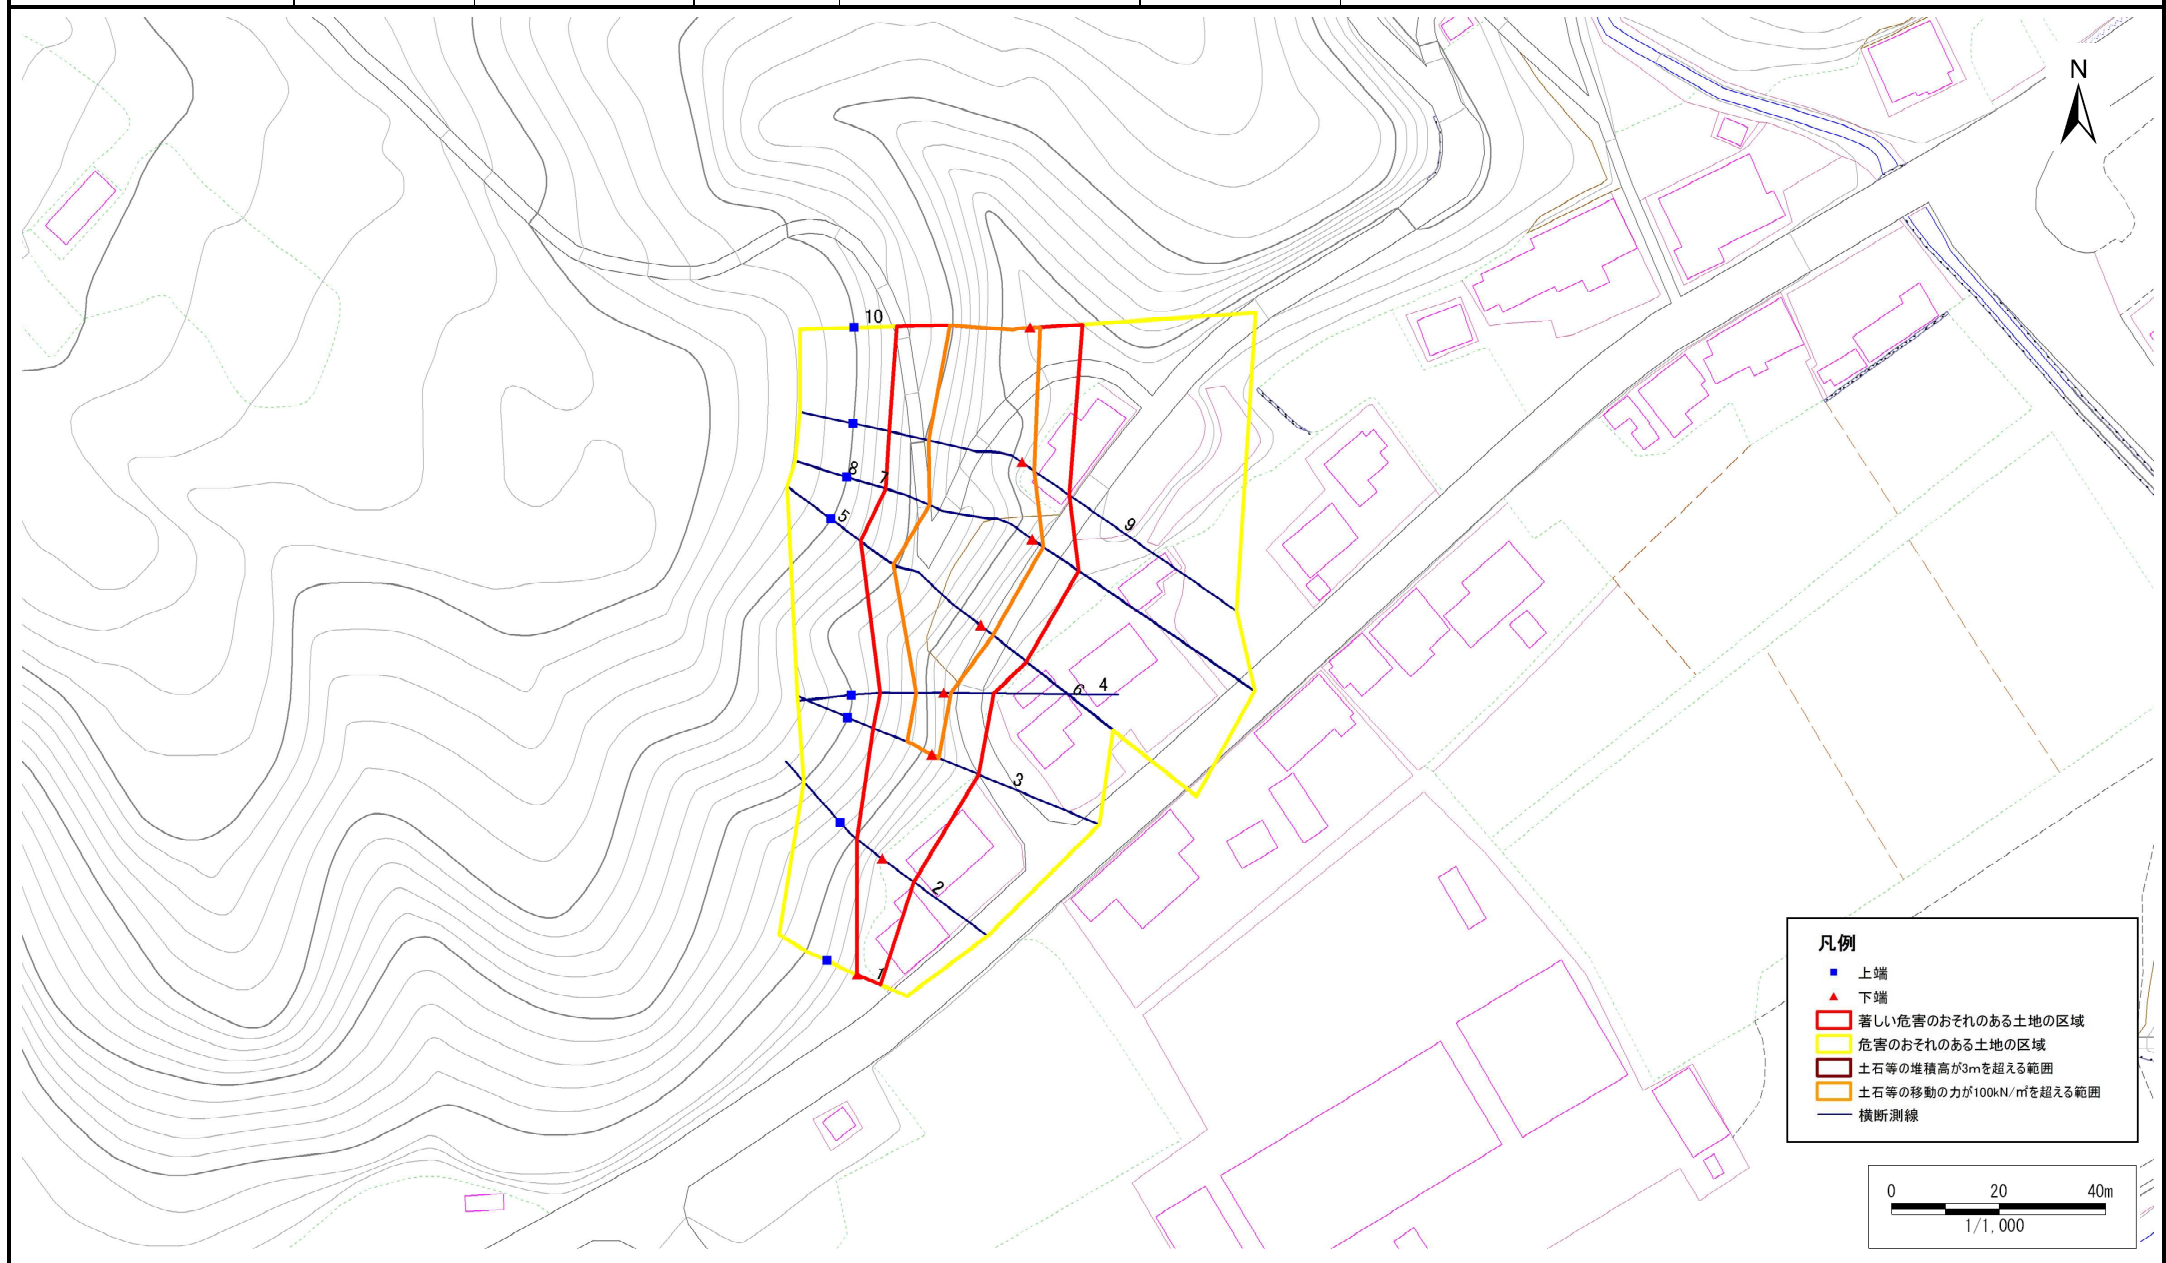 N
10
8
7
5
9
6
4
3
2
1
凡例
上端
下端
著しい危害のおそれのある土地の区域
危害のおそれのある土地の区域
土石等の堆積高が3mを超える範囲
土石等の移動の力が100kN/㎡を超える範囲
横断測線
0 20 40m
1/1,000